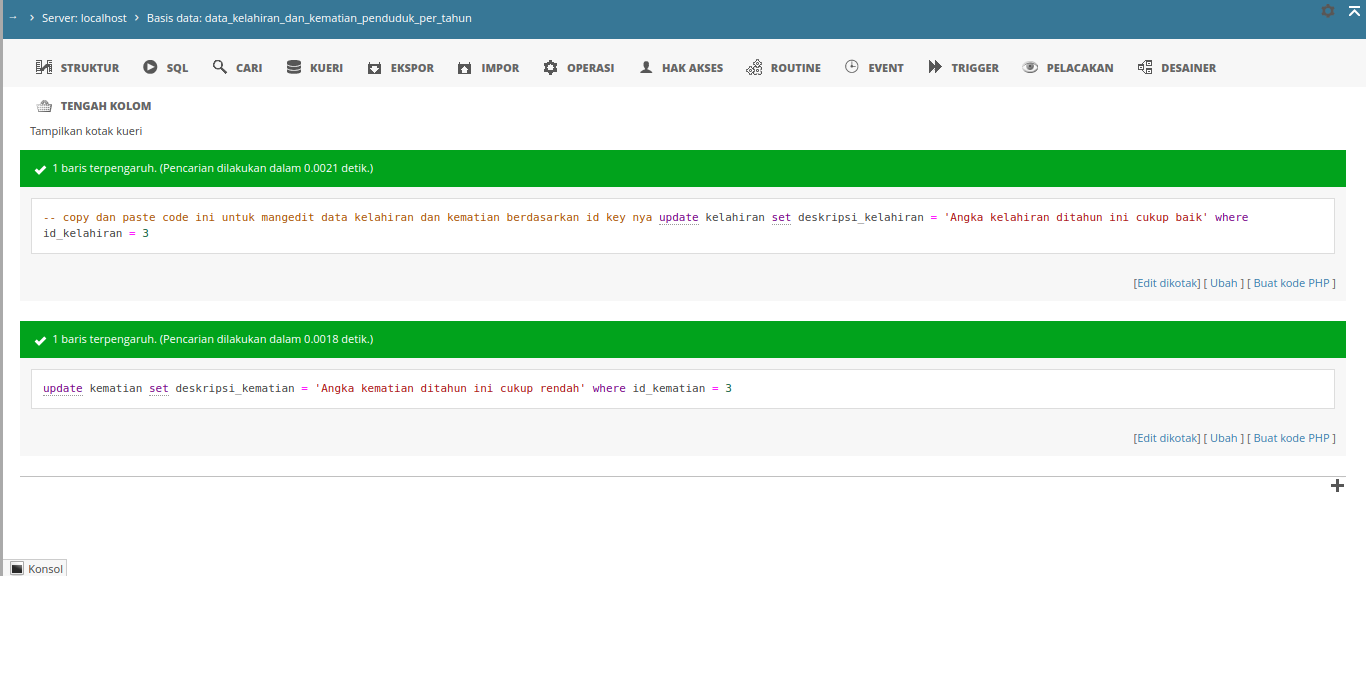 → › Server: localhost › Basis data: data_kelahiran_dan_kematian_penduduk_per_tahun
STRUKTUR SQL CARI KUERI EKSPOR IMPOR OPERASI HAK AKSES ROUTINE EVENT TRIGGER PELACAKAN DESAINER
TENGAH KOLOM
Tampilkan kotak kueri
1 baris terpengaruh. (Pencarian dilakukan dalam 0.0021 detik.)
-- copy dan paste code ini untuk mangedit data kelahiran dan kematian berdasarkan id key nya update kelahiran set deskripsi_kelahiran = 'Angka kelahiran ditahun ini cukup baik' where
id_kelahiran = 3
[Edit dikotak] [ Ubah ] [ Buat kode PHP ]
1 baris terpengaruh. (Pencarian dilakukan dalam 0.0018 detik.)
update kematian set deskripsi_kematian = 'Angka kematian ditahun ini cukup rendah' where id_kematian = 3
[Edit dikotak] [ Ubah ] [ Buat kode PHP ]
Konsol